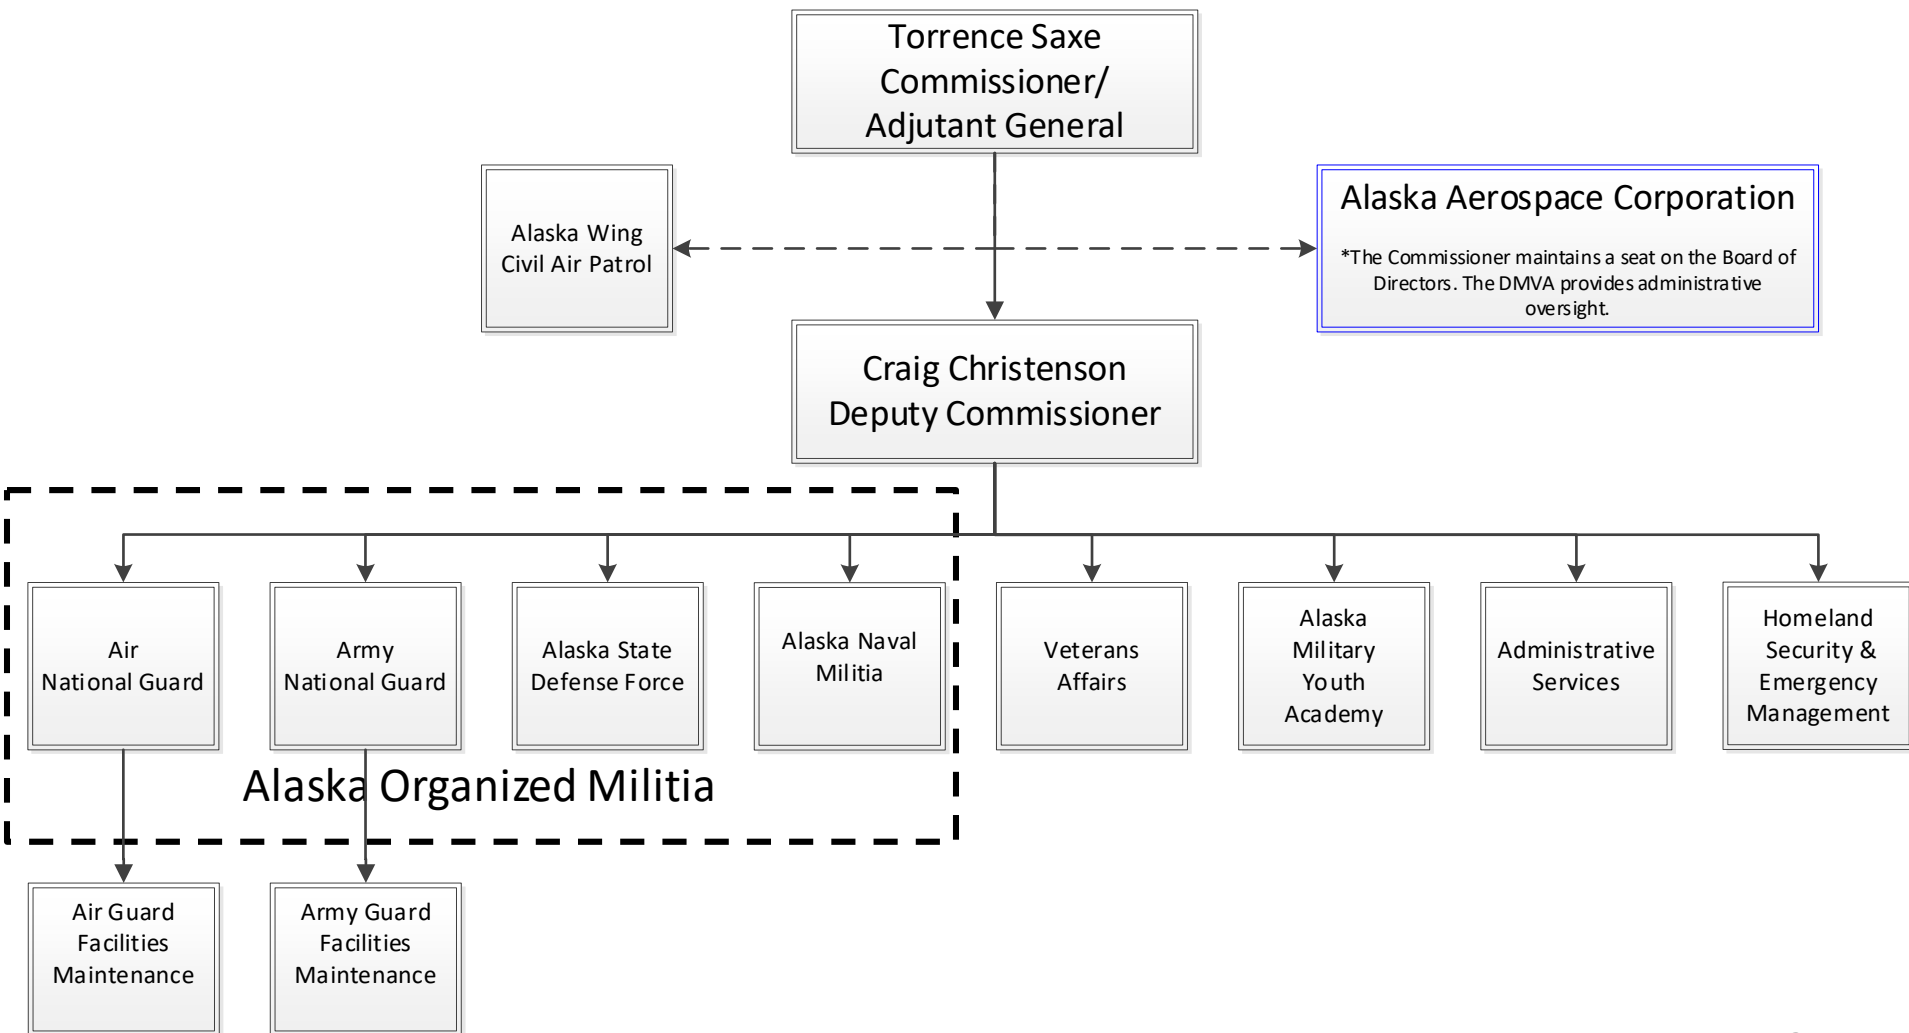 Torrence Saxe
Commissioner/
Adjutant General
Alaska Wing
Civil Air Patrol
Alaska Aerospace Corporation
*The Commissioner maintains a seat on the Board of
Directors. The DMVA provides administrative
oversight.
Craig Christenson
Deputy Commissioner
Air
National Guard
Army
National Guard
Alaska State
Defense Force
Alaska Naval
Militia
Veterans
Affairs
Alaska
Military
Youth
Academy
Administrative
Services
Homeland
Security &
Emergency
Management
Alaska Organized Militia
Air Guard
Facilities
Maintenance
Army Guard
Facilities
Maintenance